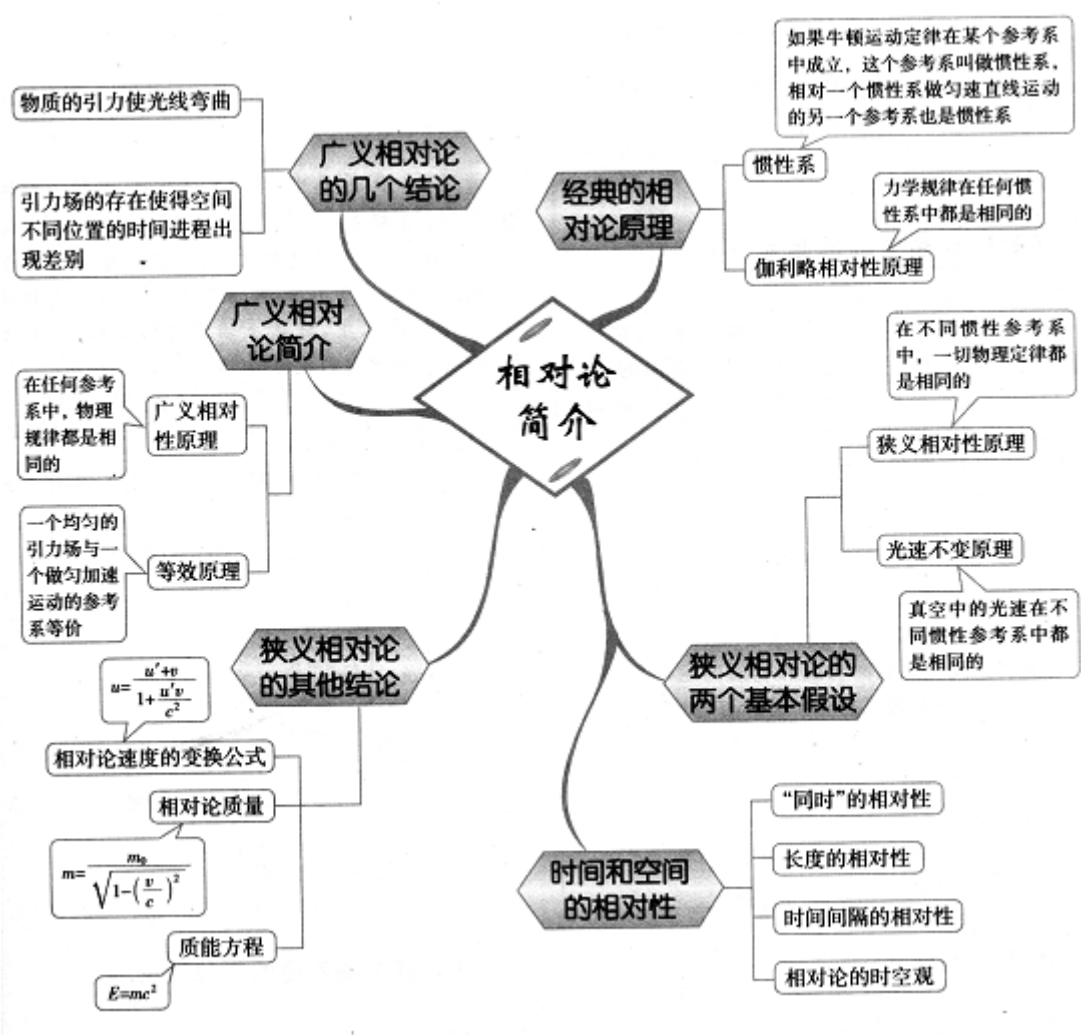 相对论
简介
经典的相
对论原理
惯性系
如果牛顿运动定律在某个参考系
中成立，这个参考系叫做惯性系，
相对一个惯性系做匀速直线运动
的另一个参考系也是惯性系
伽利略相对性原理
力学规律在任何惯
性系中都是相同的
狭义相对论的
两个基本假设
狭义相对性原理
在不同惯性参考系
中，一切物理定律都
是相同的
光速不变原理
真空中的光速在不
同惯性参考系中都
是相同的
时间和空间
的相对性
“同时”的相对性
长度的相对性
时间间隔的相对性
相对论的时空观
狭义相对论
的其他结论
相对论速度的变换公式
u=\frac{u'+v}{1+\frac{u'v}{c^2}}
相对论质量
m=\frac{m_0}{\sqrt{1-(\frac{v}{c})^2}}
质能方程
E=mc²
广义相对
论简介
广义相对
性原理
在任何参考
系中，物理
规律都是相
同的
等效原理
一个均匀的
引力场与一
个做匀加速
运动的参考
系等价
广义相对论
的几个结论
物质的引力使光线弯曲
引力场的存在使得空间
不同位置的时间进程出
现差别